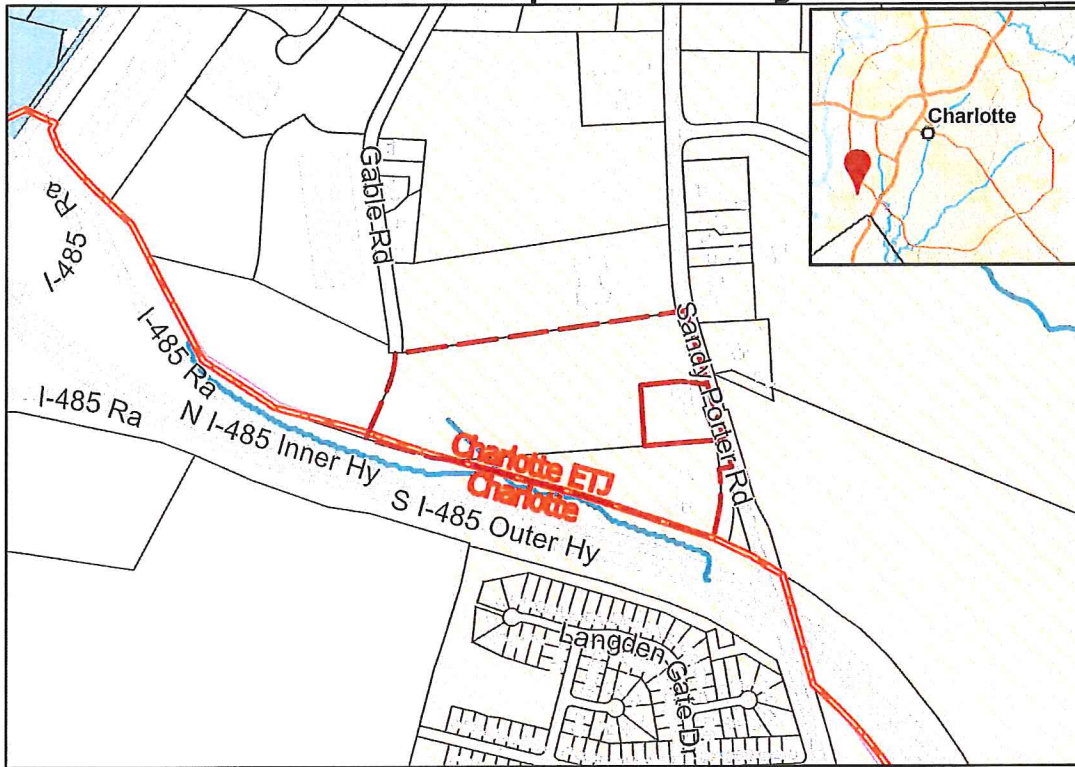 Charlotte
Gable Rd
I-485 Ra
Sandy Porter Rd
I-485 Ra
I-485 Ra
N I-485 Inner Hy
Charlotte ETJ
Charlotte
S I-485 Outer Hy
Langden Gate Dr